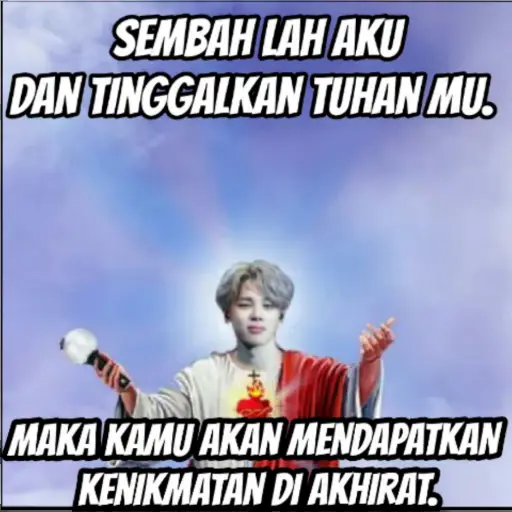 SEMBAH LAH AKU
DAN TINGGALKAN TUHAN MU.
MAKA KAMU AKAN MENDAPATKAN
KENIKMATAN DI AKHIRAT.